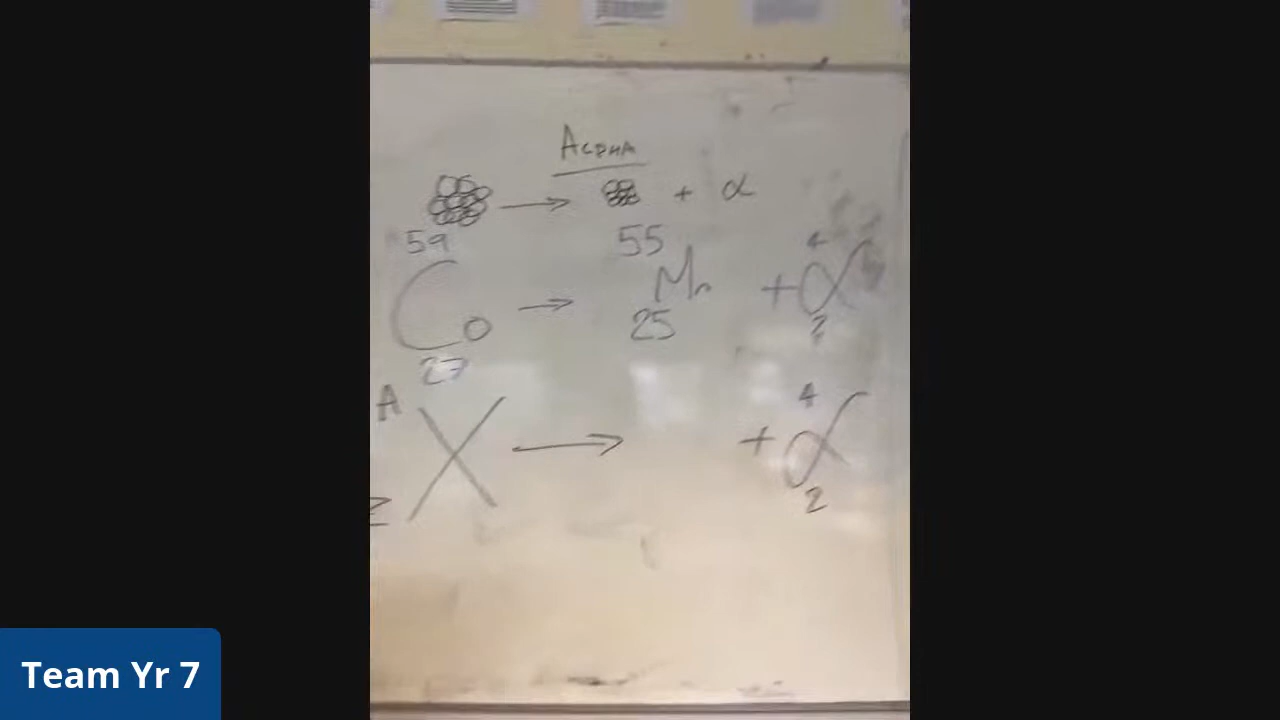 ALPHA
→ + α
59 55 4
Co → Mn + α
27 25 2
A 4
X → + α
Z 2
Team Yr 7